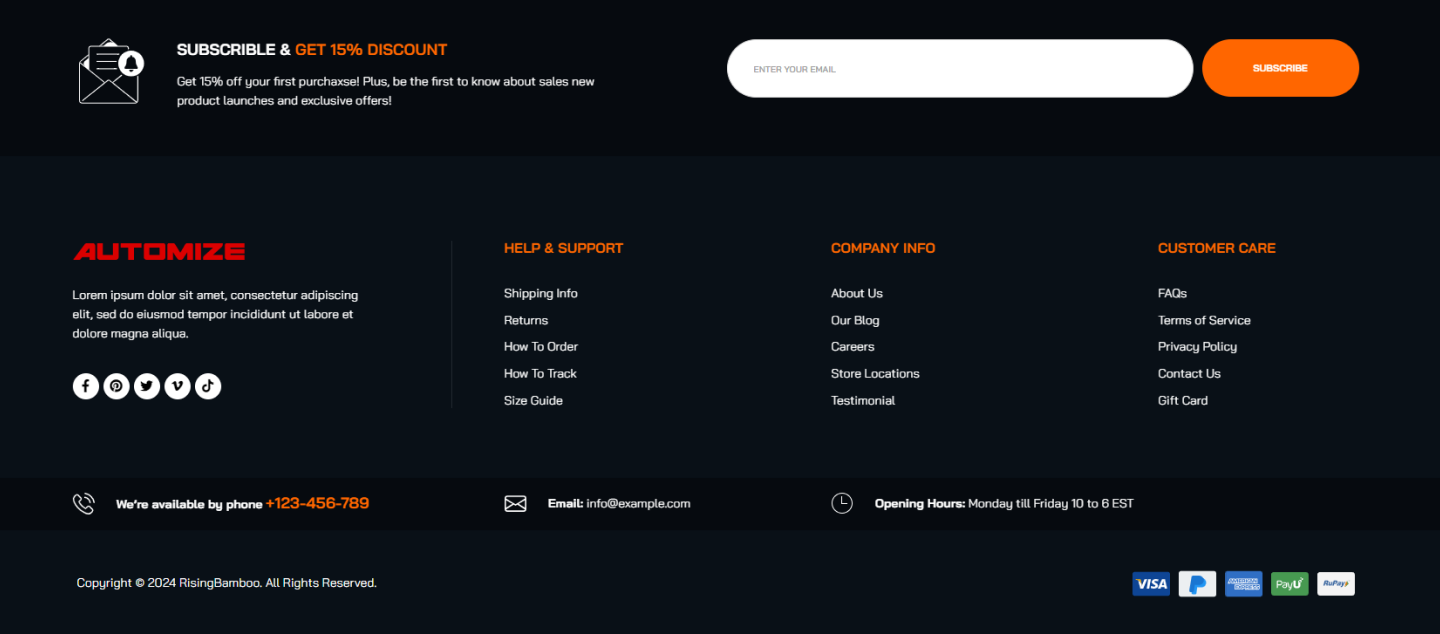 SUBSCRIBLE & GET 15% DISCOUNT
Get 15% off your first purchaxse! Plus, be the first to know about sales new
product launches and exclusive offers!
ENTER YOUR EMAIL
SUBSCRIBE
AUTOMIZE
Lorem ipsum dolor sit amet, consectetur adipiscing
elit, sed do eiusmod tempor incididunt ut labore et
dolore magna aliqua.
HELP & SUPPORT
Shipping Info
Returns
How To Order
How To Track
Size Guide
COMPANY INFO
About Us
Our Blog
Careers
Store Locations
Testimonial
CUSTOMER CARE
FAQs
Terms of Service
Privacy Policy
Contact Us
Gift Card
We're available by phone +123-456-789
Email: info@example.com
Opening Hours: Monday till Friday 10 to 6 EST
Copyright © 2024 RisingBamboo. All Rights Reserved.
VISA
AMERICAN EXPRESS
PayU
RuPay